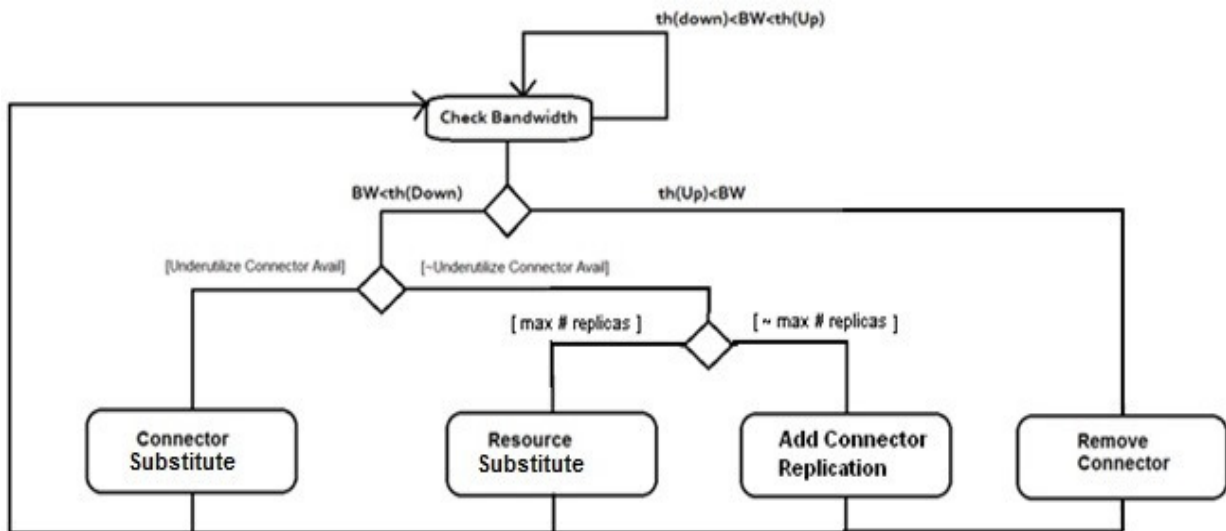 th(down)<BW<th(Up)
Check Bandwidth
BW<th(Down)
th(Up)<BW
[Underutilize Connector Avail]
[~Underutilize Connector Avail]
[ max # replicas ]
[ ~ max # replicas ]
Connector
Substitute
Resource
Substitute
Add Connector
Replication
Remove
Connector